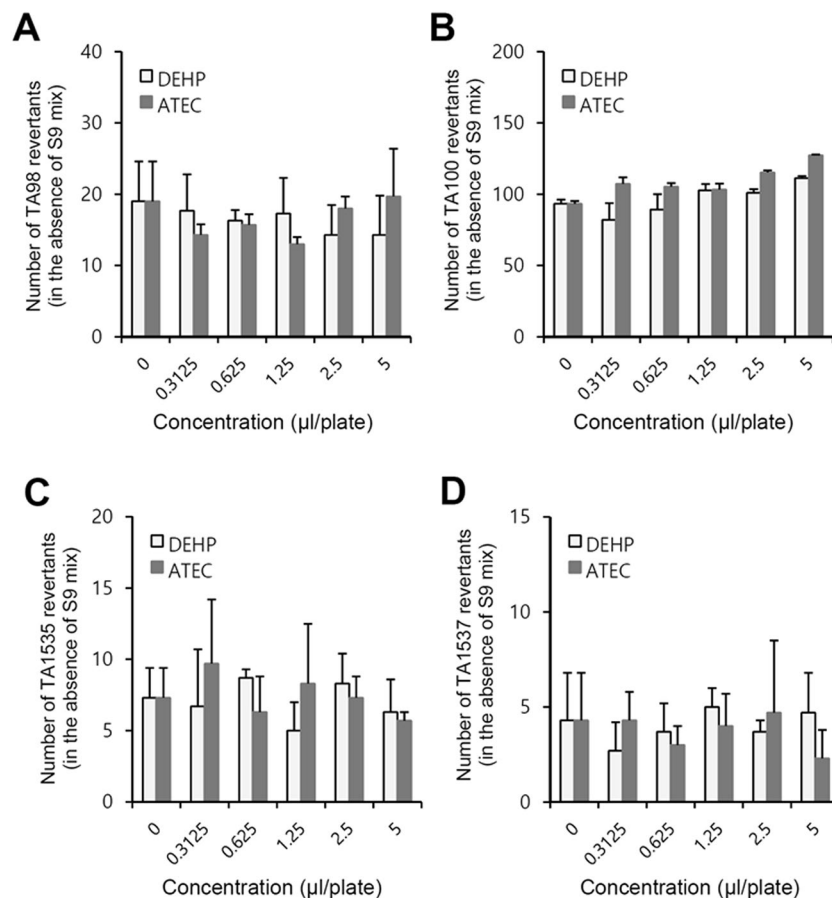 A
Number of TA98 revertants
(in the absence of S9 mix)
40
30
20
10
0
DEHP
ATEC
0 0.3125 0.625 1.25 2.5 5
Concentration (µl/plate)
B
Number of TA100 revertants
(in the absence of S9 mix)
200
150
100
50
0
DEHP
ATEC
0 0.3125 0.625 1.25 2.5 5
Concentration (µl/plate)
C
Number of TA1535 revertants
(in the absence of S9 mix)
20
15
10
5
0
DEHP
ATEC
0 0.3125 0.625 1.25 2.5 5
Concentration (µl/plate)
D
Number of TA1537 revertants
(in the absence of S9 mix)
15
10
5
0
DEHP
ATEC
0 0.3125 0.625 1.25 2.5 5
Concentration (µl/plate)